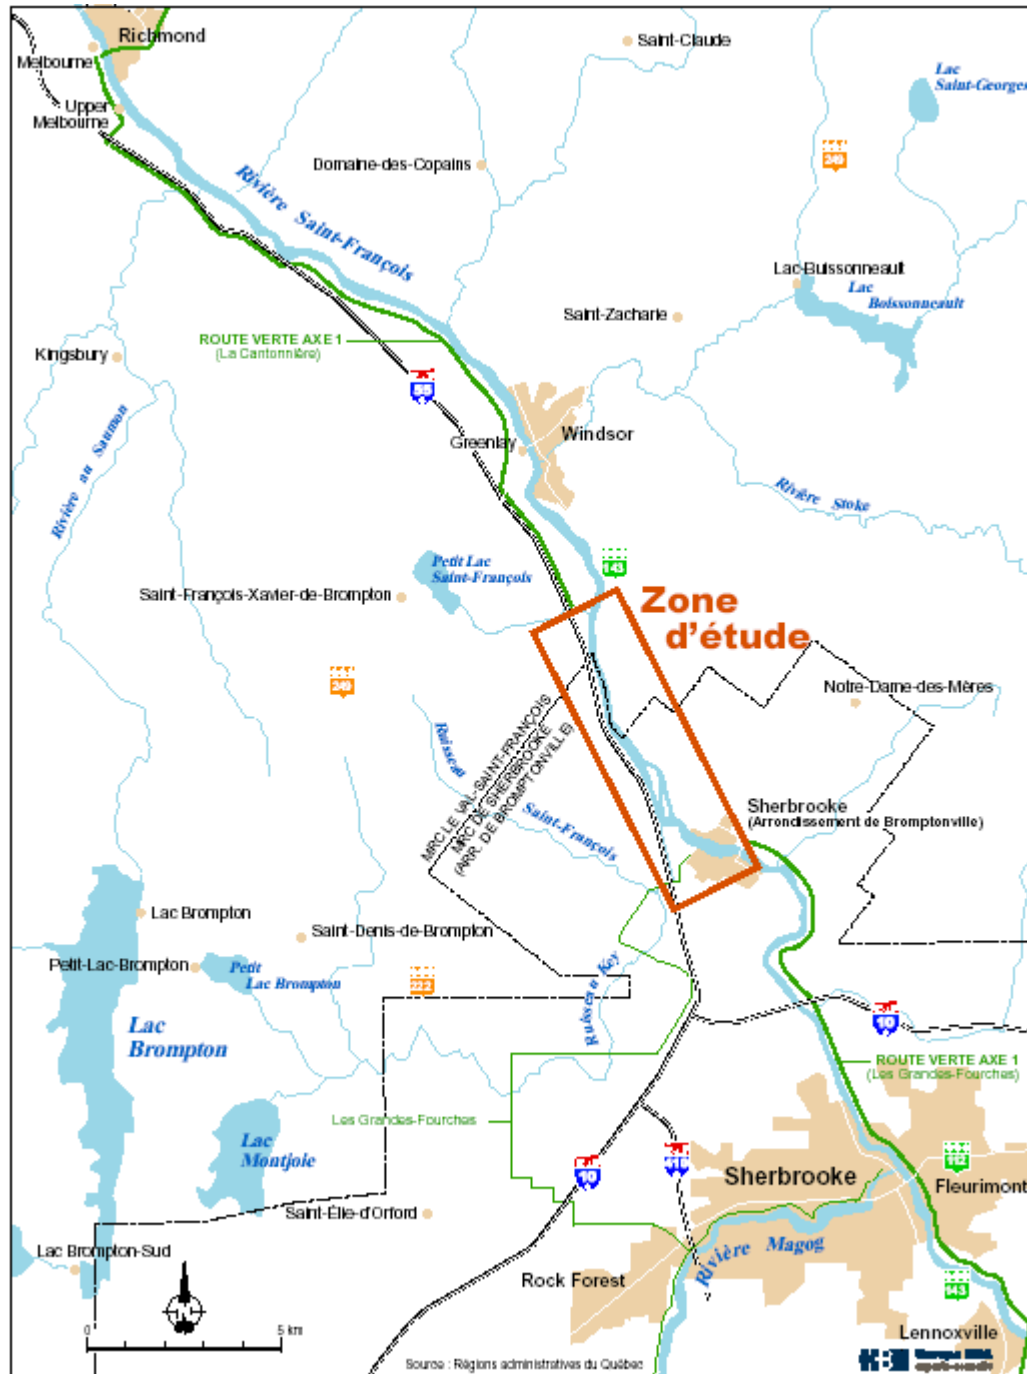 Richmond
Melbourne
Upper
Melbourne
Saint-Claude
Lac
Saint-Georges
Domaine-des-Copains
249
Rivière Saint-François
Lac-Buissonneault
Lac
Boissonneault
Saint-Zacharie
ROUTE VERTE AXE 1
(La Cantonnière)
Kingsbury
55
Greenlay
Windsor
Rivière au Saumon
Rivière Stoke
Petit Lac
Saint-François
143
Saint-François-Xavier-de-Brompton
Zone
d'étude
249
Notre-Dame-des-Mères
MRC LE VAL-SAINT-FRANÇOIS
MRC DE SHERBROOKE
(ARR. DE BROMPTONVILLE)
Ruisseau
Saint-François
Sherbrooke
(Arrondissement de Bromptonville)
Lac Brompton
Saint-Denis-de-Brompton
Petit-Lac-Brompton
Petit
Lac Brompton
222
Ruisseau Key
10
Lac
Brompton
ROUTE VERTE AXE 1
(Les Grandes-Fourches)
Les Grandes-Fourches
Lac
Montjoie
10
112
Sherbrooke
Fleurimont
Saint-Élie-d'Orford
Rivière Magog
Lac Brompton-Sud
Rock Forest
143
0 5 km
Lennoxville
Source : Régions administratives du Québec